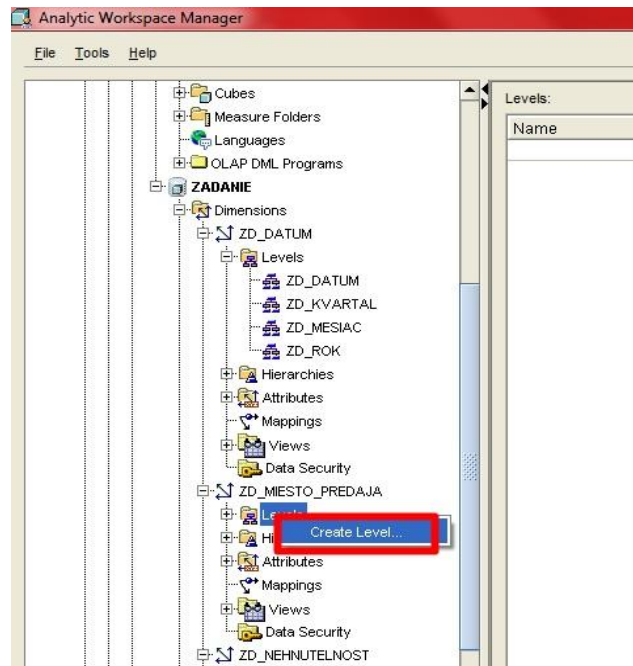 Analytic Workspace Manager
File Tools Help
Cubes
Measure Folders
Languages
OLAP DML Programs
ZADANIE
Dimensions
ZD_DATUM
Levels
ZD_DATUM
ZD_KVARTAL
ZD_MESIAC
ZD_ROK
Hierarchies
Attributes
Mappings
Views
Data Security
ZD_MIESTO_PREDAJA
Levels
Create Level...
Hi
Attributes
Mappings
Views
Data Security
ZD_NEHNUTELNOST
Levels:
Name